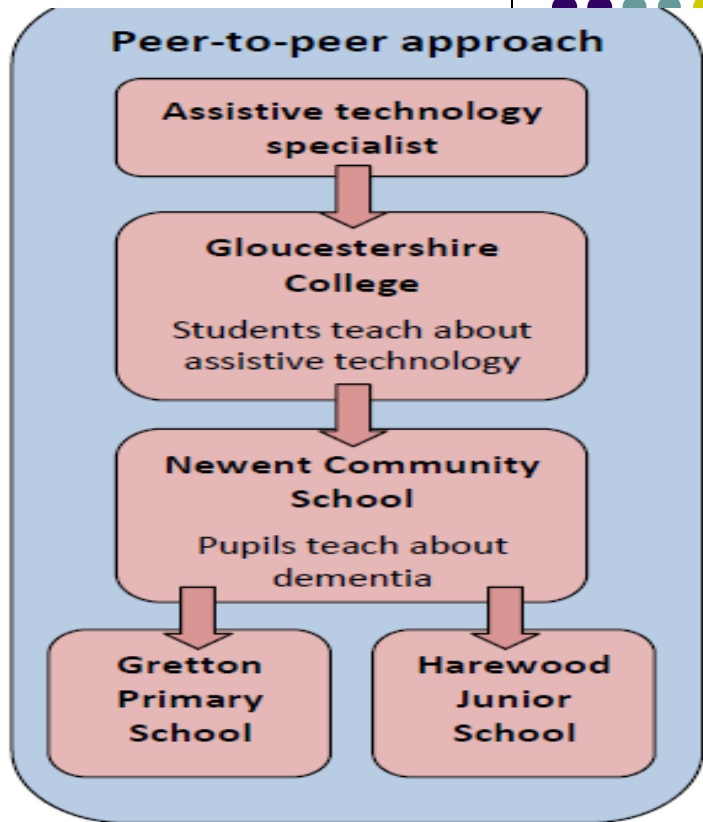 Peer-to-peer approach
Assistive technology
specialist
Gloucestershire
College
Students teach about
assistive technology
Newent Community
School
Pupils teach about
dementia
Gretton
Primary
School
Harewood
Junior
School